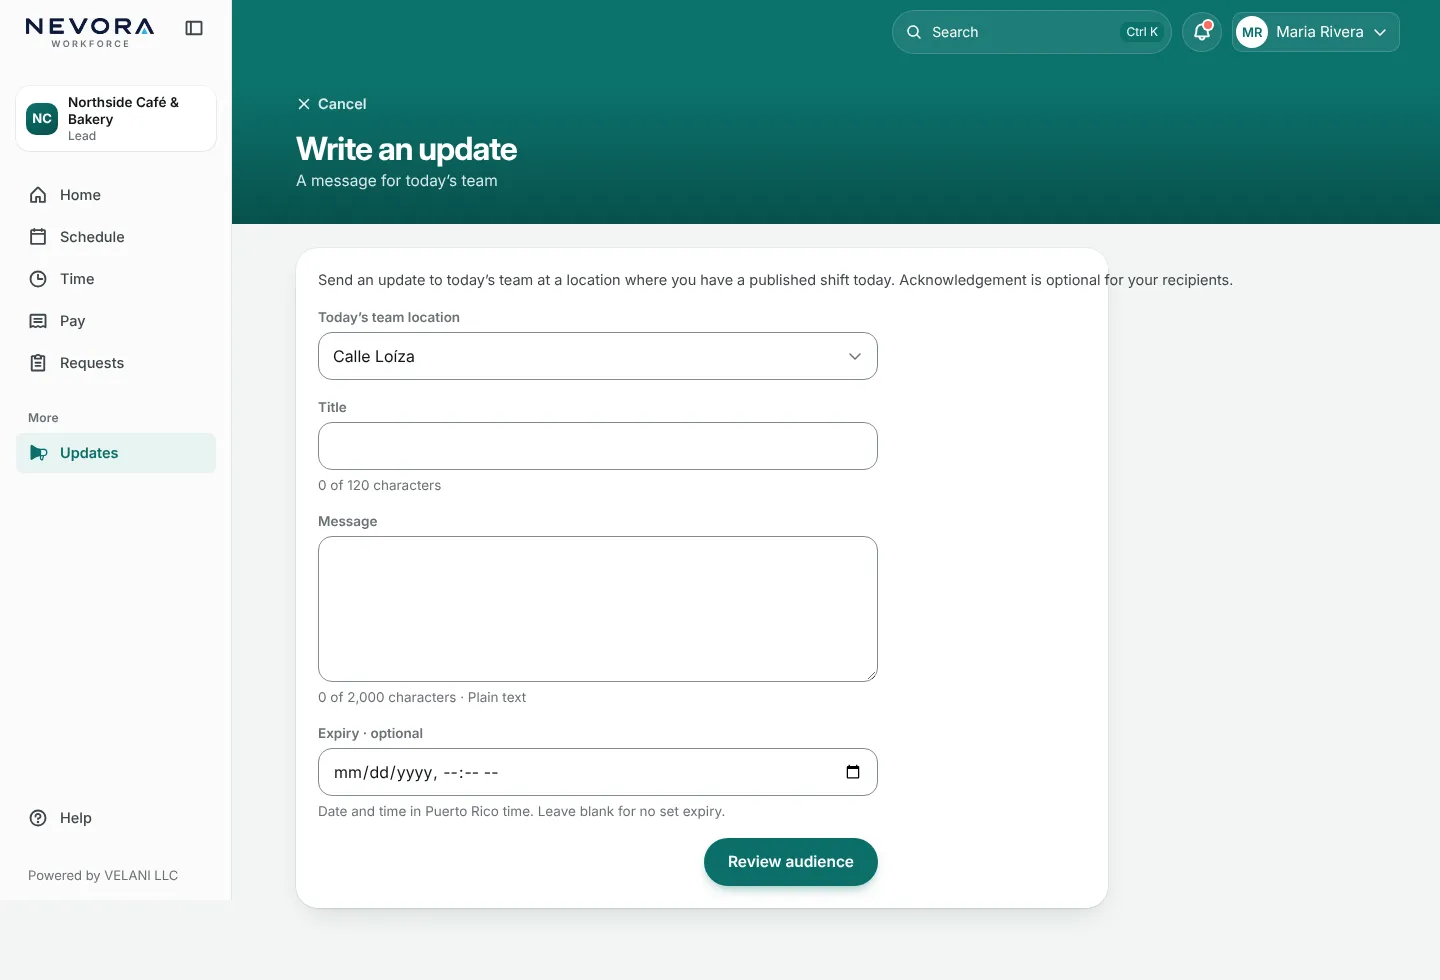 NEVORA
WORKFORCE
Search
Ctrl K
MR
Maria Rivera
NC
Northside Café &
Bakery
Lead
Home
Schedule
Time
Pay
Requests
More
Updates
Help
Powered by VELANI LLC
Cancel
Write an update
A message for today’s team
Send an update to today’s team at a location where you have a published shift today. Acknowledgement is optional for your recipients.
Today’s team location
Calle Loíza
Title
0 of 120 characters
Message
0 of 2,000 characters · Plain text
Expiry · optional
mm/dd/yyyy, --:-- --
Date and time in Puerto Rico time. Leave blank for no set expiry.
Review audience